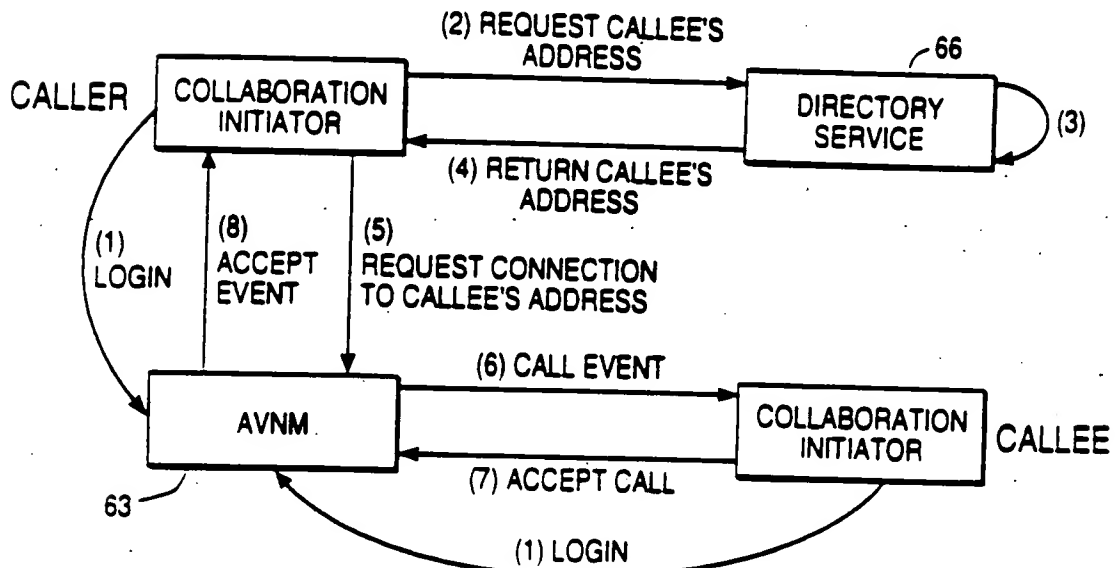 (2) REQUEST CALLEE'S
ADDRESS
66
CALLER
COLLABORATION
INITIATOR
DIRECTORY
SERVICE
(3)
(4) RETURN CALLEE'S
ADDRESS
(1)
LOGIN
(8)
ACCEPT
EVENT
(5)
REQUEST CONNECTION
TO CALLEE'S ADDRESS
(6) CALL EVENT
AVNM
COLLABORATION
INITIATOR
CALLEE
(7) ACCEPT CALL
63
(1) LOGIN